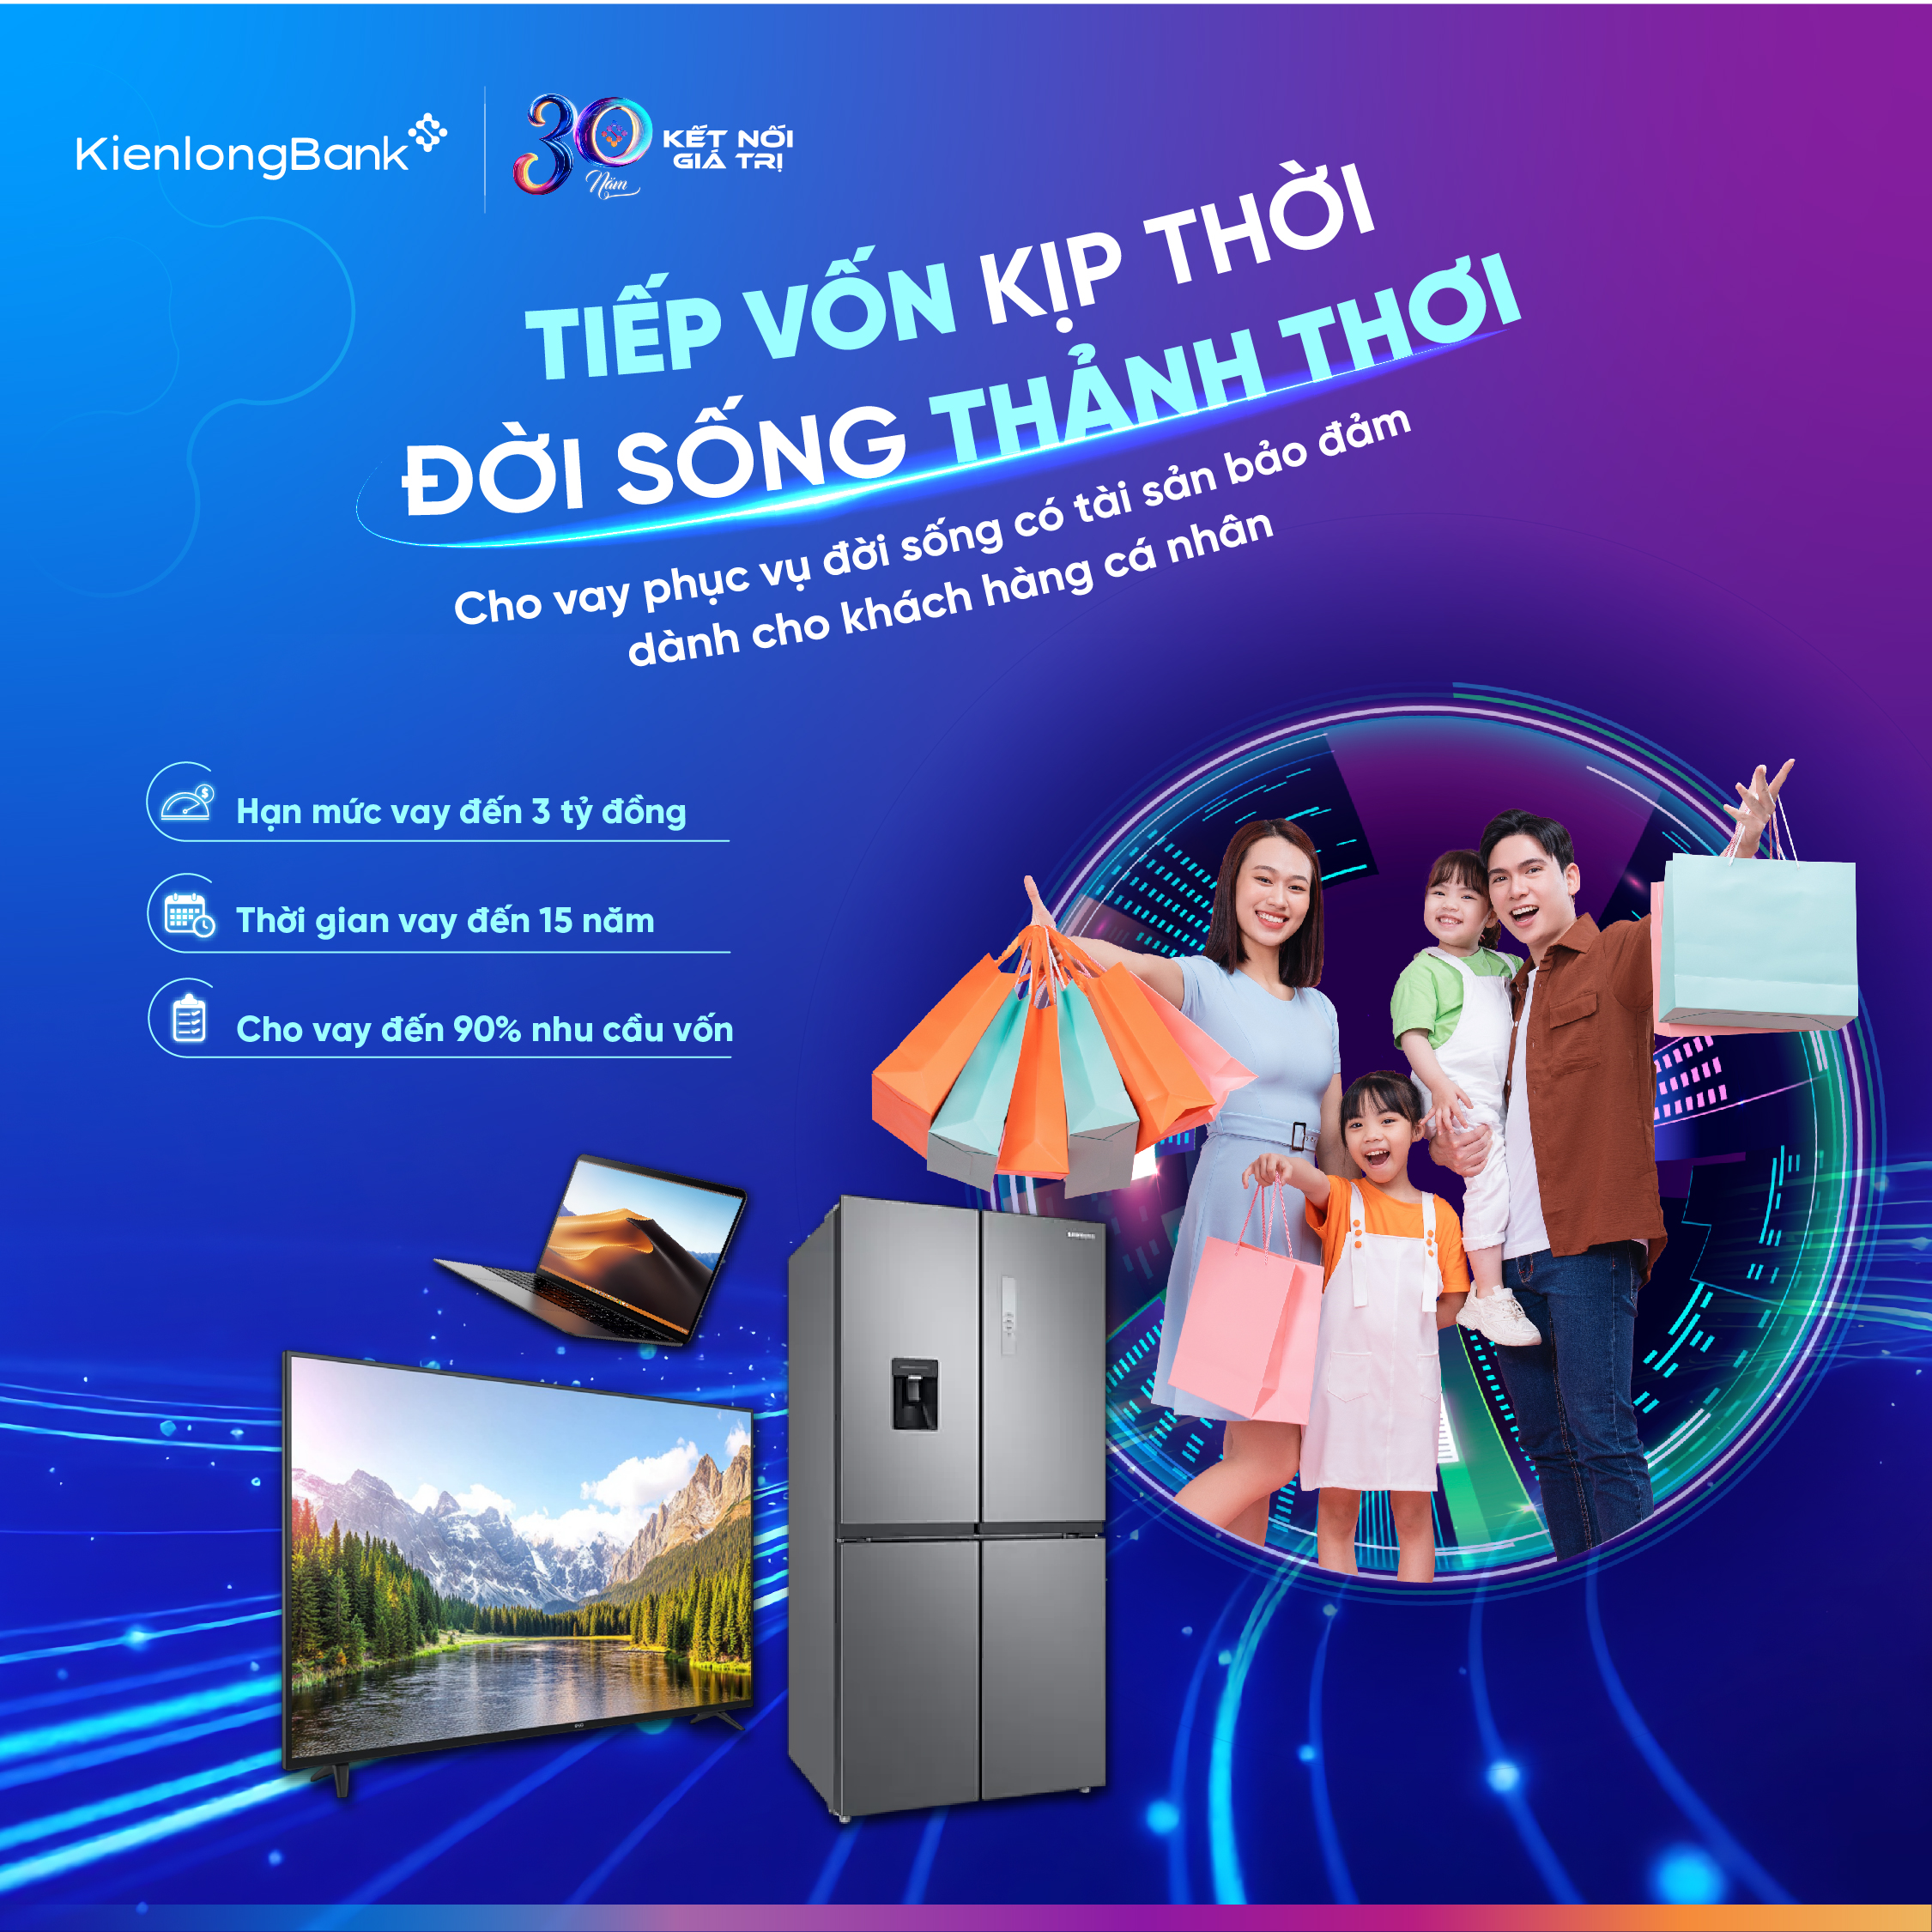 KienlongBank
30 Năm
KẾT NỐI
GIÁ TRỊ
TIẾP VỐN KỊP THỜI
ĐỜI SỐNG THẢNH THƠI
Cho vay phục vụ đời sống có tài sản bảo đảm
dành cho khách hàng cá nhân
Hạn mức vay đến 3 tỷ đồng
Thời gian vay đến 15 năm
Cho vay đến 90% nhu cầu vốn
SAMSUNG